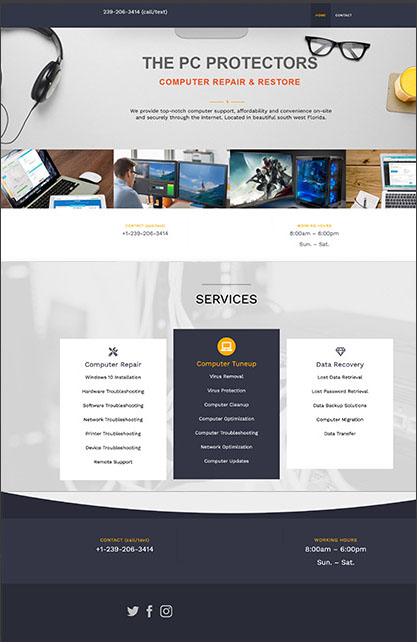 239-206-3414 (call/text)
HOME CONTACT
THE PC PROTECTORS
COMPUTER REPAIR & RESTORE
We provide top-notch computer support, affordability and convenience on-site
and securely through the internet. Located in beautiful south west Florida.
CONTACT (call/text)
+1-239-206-3414
WORKING HOURS
8:00am – 6:00pm
Sun. – Sat.
SERVICES
Computer Repair
Windows 10 Installation
Hardware Troubleshooting
Software Troubleshooting
Network Troubleshooting
Printer Troubleshooting
Device Troubleshooting
Remote Support
Computer Tuneup
Virus Removal
Virus Protection
Computer Cleanup
Computer Optimization
Computer Troubleshooting
Network Optimization
Computer Updates
Data Recovery
Lost Data Retrieval
Lost Password Retrieval
Data Backup Solutions
Computer Migration
Data Transfer
CONTACT (call/text)
+1-239-206-3414
WORKING HOURS
8:00am – 6:00pm
Sun. – Sat.